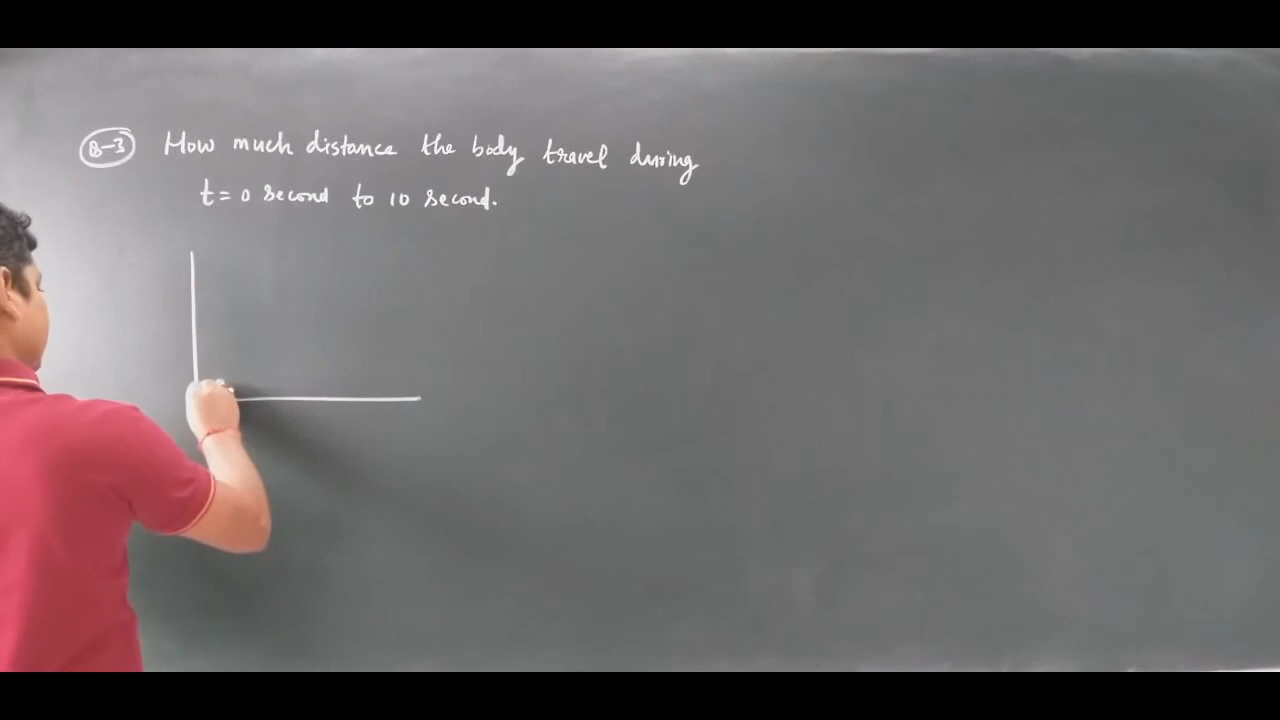 Q-3 How much distance the body travel during
t = 0 second to 10 second.